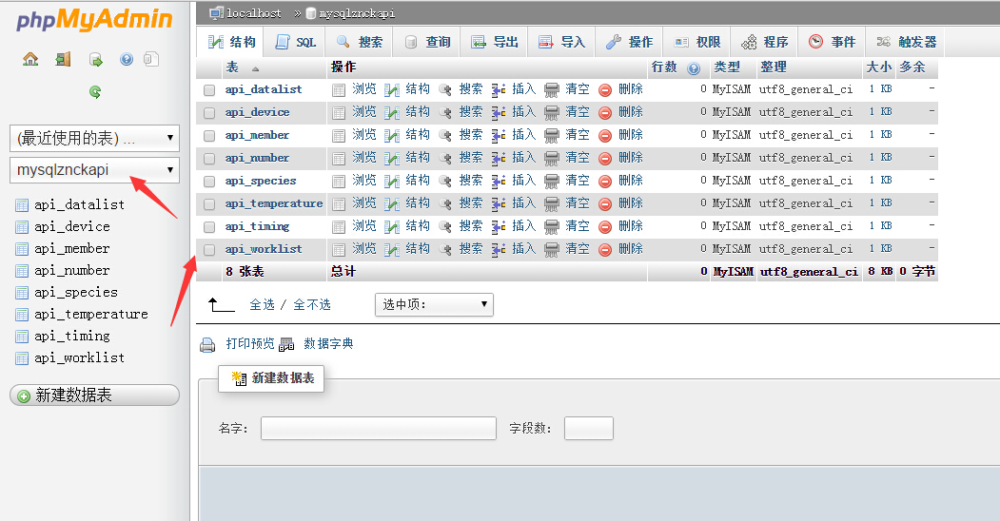 phpMyAdmin
(最近使用的表) ...
mysqlznckapi
api_datalist
api_device
api_member
api_number
api_species
api_temperature
api_timing
api_worklist
新建数据表
localhost » mysqlznckapi
结构 SQL 搜索 查询 导出 导入 操作 权限 程序 事件 触发器
表 操作 行数 类型 整理 大小 多余
api_datalist 浏览 结构 搜索 插入 清空 删除 0 MyISAM utf8_general_ci 1 KB -
api_device 浏览 结构 搜索 插入 清空 删除 0 MyISAM utf8_general_ci 1 KB -
api_member 浏览 结构 搜索 插入 清空 删除 0 MyISAM utf8_general_ci 1 KB -
api_number 浏览 结构 搜索 插入 清空 删除 0 MyISAM utf8_general_ci 1 KB -
api_species 浏览 结构 搜索 插入 清空 删除 0 MyISAM utf8_general_ci 1 KB -
api_temperature 浏览 结构 搜索 插入 清空 删除 0 MyISAM utf8_general_ci 1 KB -
api_timing 浏览 结构 搜索 插入 清空 删除 0 MyISAM utf8_general_ci 1 KB -
api_worklist 浏览 结构 搜索 插入 清空 删除 0 MyISAM utf8_general_ci 1 KB -
8 张表 总计 0 MyISAM utf8_general_ci 8 KB 0 字节
全选 / 全不选 选中项：
打印预览 数据字典
新建数据表
名字： 字段数：